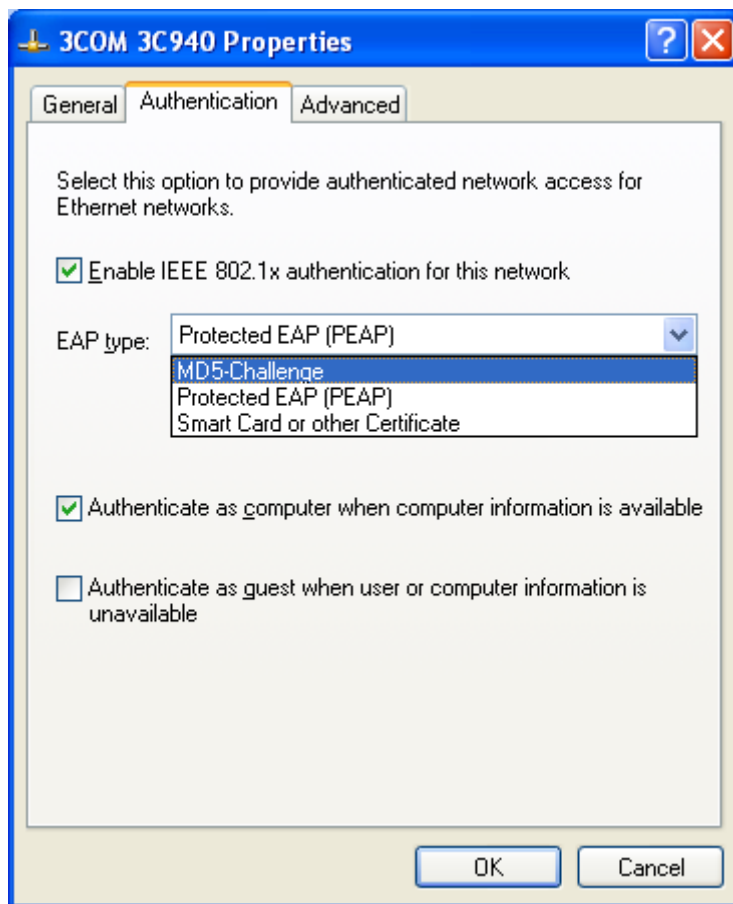 3COM 3C940 Properties
General
Authentication
Advanced
Select this option to provide authenticated network access for
Ethernet networks.
Enable IEEE 802.1x authentication for this network
EAP type:
Protected EAP (PEAP)
MD5-Challenge
Protected EAP (PEAP)
Smart Card or other Certificate
Authenticate as computer when computer information is available
Authenticate as guest when user or computer information is
unavailable
OK
Cancel